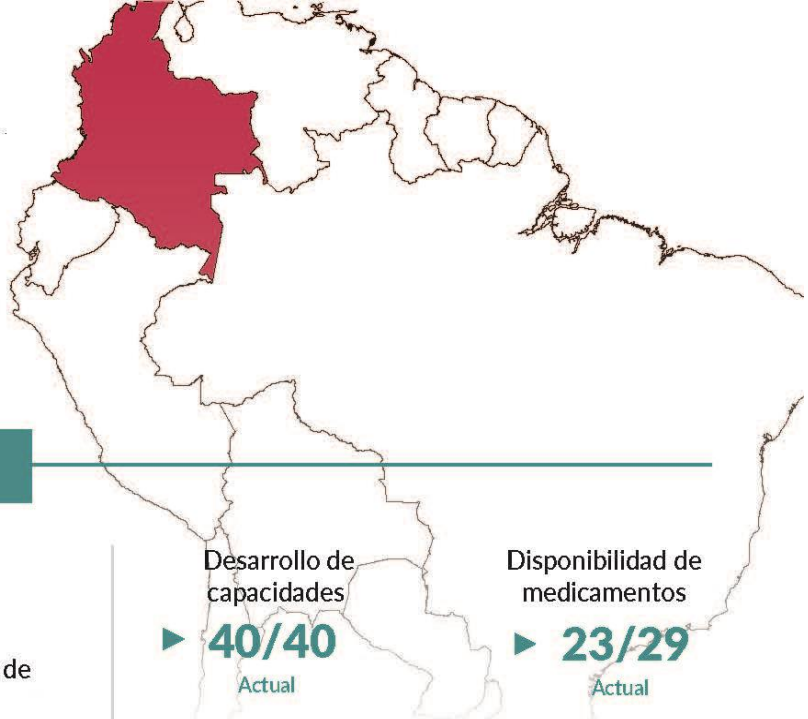 Desarrollo de
capacidades
▶ 40/40
Actual
Disponibilidad de
medicamentos
▶ 23/29
Actual
de